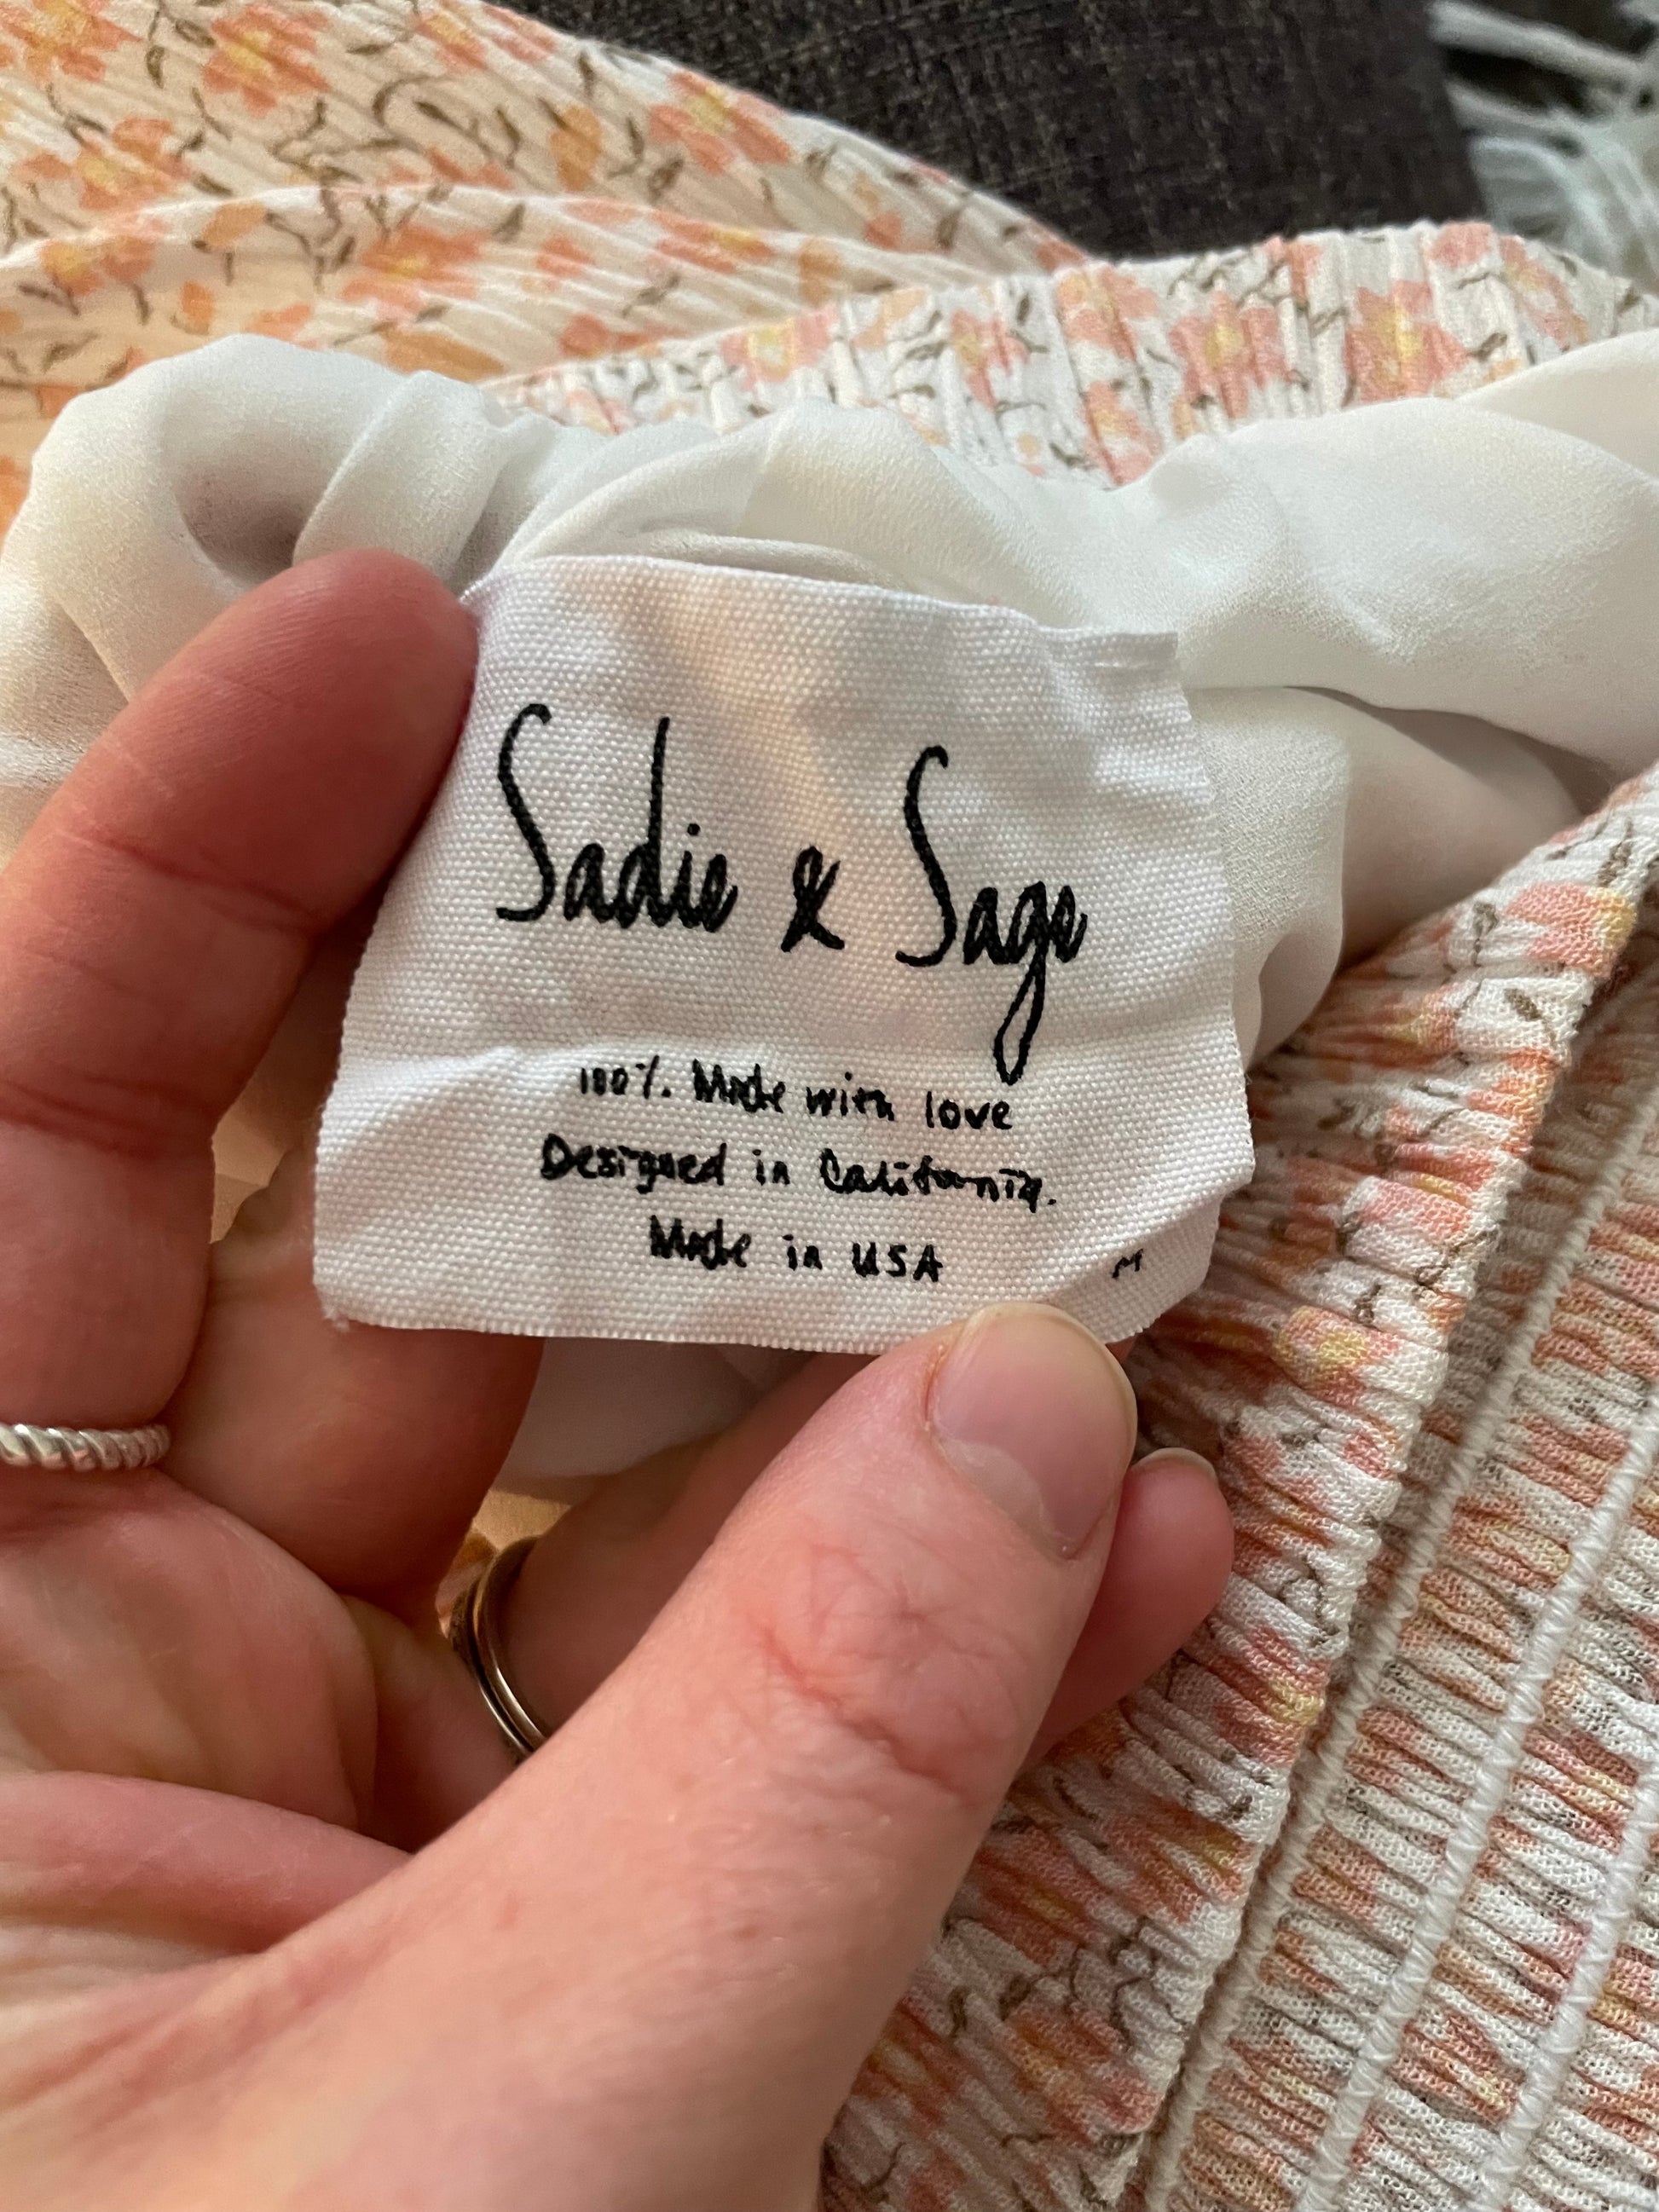 Sadie & Sage
100% Made with love
Designed in California.
Made in USA
M